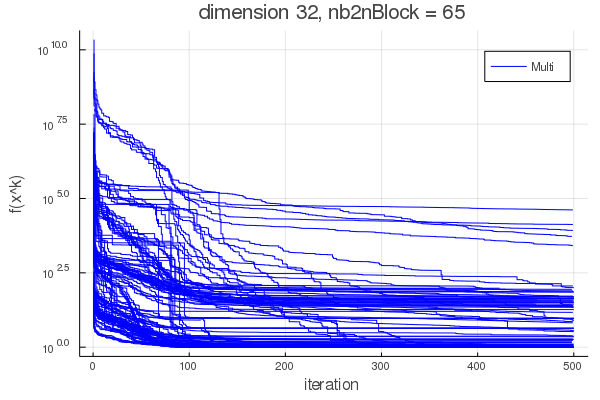 dimension 32, nb2nBlock = 65
10^10.0
10^7.5
10^5.0
10^2.5
10^0.0
f(x^k)
Multi
0 100 200 300 400 500
iteration